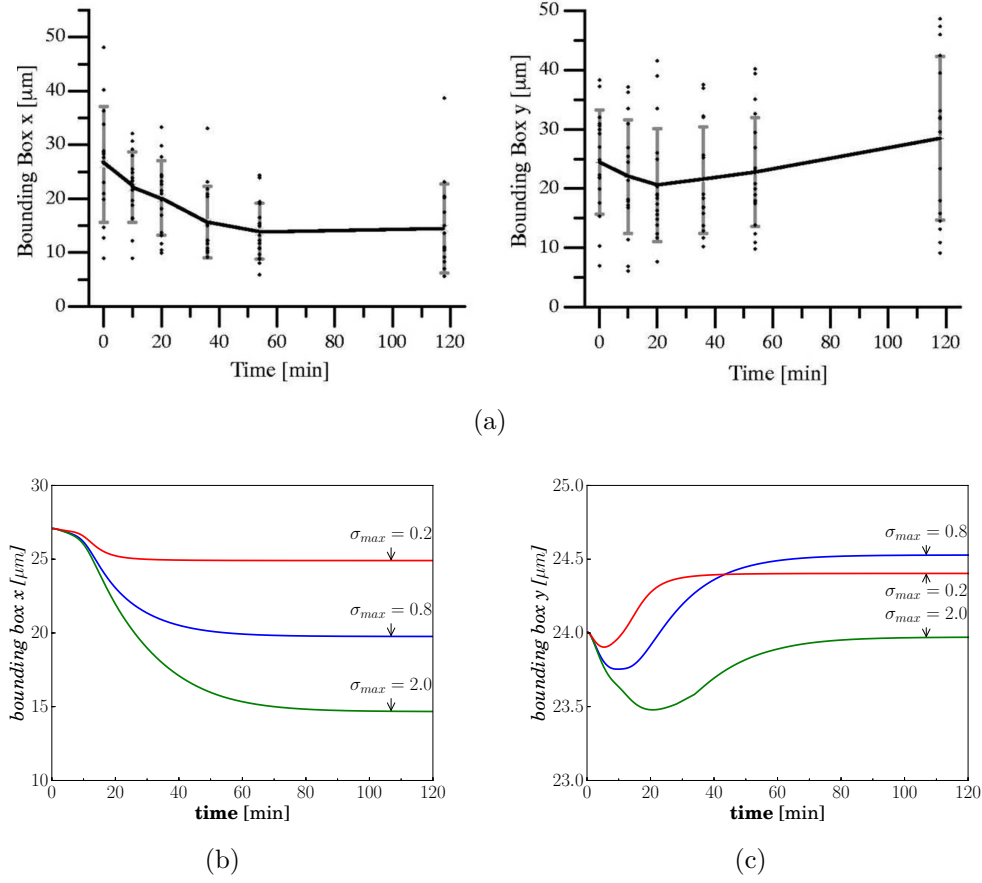 Bounding Box x [µm]
50
40
30
20
10
0
0 20 40 60 80 100 120
Time [min]
Bounding Box y [µm]
50
40
30
20
10
0
0 20 40 60 80 100 120
Time [min]
(a)
bounding box x [µm]
30
25
20
15
10
σmax = 0.2
σmax = 0.8
σmax = 2.0
0 20 40 60 80 100 120
time [min]
(b)
bounding box y [µm]
25.0
24.5
24.0
23.5
23.0
σmax = 0.8
σmax = 0.2
σmax = 2.0
0 20 40 60 80 100 120
time [min]
(c)